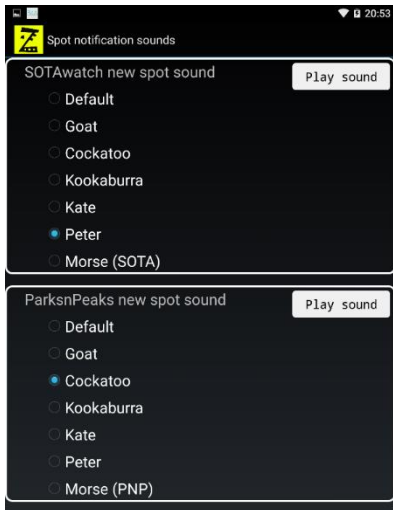 20:53
Spot notification sounds
SOTAwatch new spot sound
Play sound
Default
Goat
Cockatoo
Kookaburra
Kate
Peter
Morse (SOTA)
ParksnPeaks new spot sound
Play sound
Default
Goat
Cockatoo
Kookaburra
Kate
Peter
Morse (PNP)